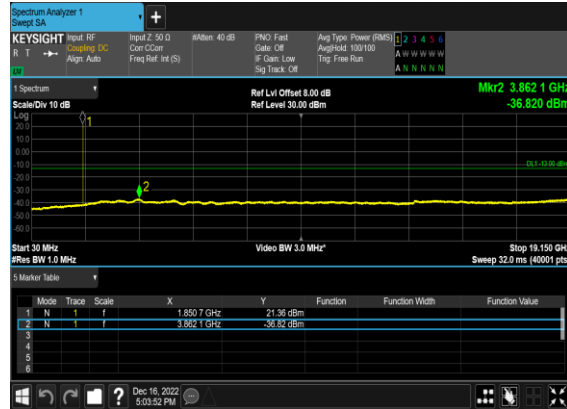 Spectrum Analyzer 1
Swept SA
+
KEYSIGHT Input: RF Input Z: 50 Ω #Atten: 40 dB PNO: Fast Avg Type: Power (RMS) 1 2 3 4 5 6
R T Coupling: DC Corr CCorr Gate: Off Avg|Hold: 100/100 A W W W W W
Align: Auto Freq Ref: Int (S) IF Gain: Low Trig: Free Run
Sig Track: Off A N N N N N
1 Spectrum Ref Lvl Offset 8.00 dB Mkr2 3.862 1 GHz
Scale/Div 10 dB Ref Level 30.00 dBm -36.820 dBm
Log
1
20.0
10.0
0.00
-10.0
DL1 -13.00 dBm
-20.0
-30.0
2
-40.0
-50.0
-60.0
Start 30 MHz Video BW 3.0 MHz* Stop 19.150 GHz
#Res BW 1.0 MHz Sweep 32.0 ms (40001 pts)
5 Marker Table
Mode Trace Scale X Y Function Function Width Function Value
1 N 1 f 1.850 7 GHz 21.36 dBm
2 N 1 f 3.862 1 GHz -36.82 dBm
3
4
5
6
? Dec 16, 2022
5:03:52 PM